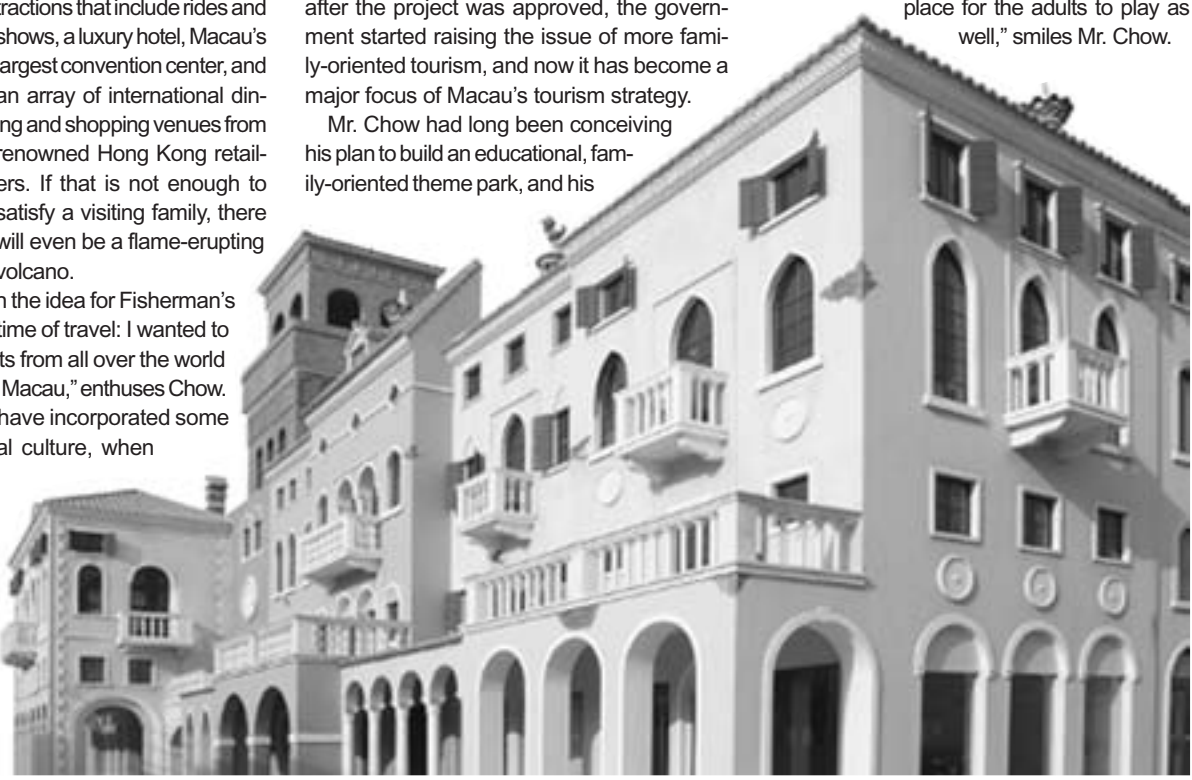 tractions that include rides and
shows, a luxury hotel, Macau's
argest convention center, and
an array of international din-
ng and shopping venues from
renowned Hong Kong retail-
ers. If that is not enough to
satisfy a visiting family, there
will even be a flame-erupting
volcano.
n the idea for Fisherman's
time of travel: I wanted to
ts from all over the world
Macau,” enthuses Chow.
have incorporated some
al culture, when
after the project was approved, the govern-
ment started raising the issue of more fami-
ly-oriented tourism, and now it has become a
major focus of Macau's tourism strategy.
Mr. Chow had long been conceiving
his plan to build an educational, fam-
ily-oriented theme park, and his
place for the adults to play as
well,” smiles Mr. Chow.